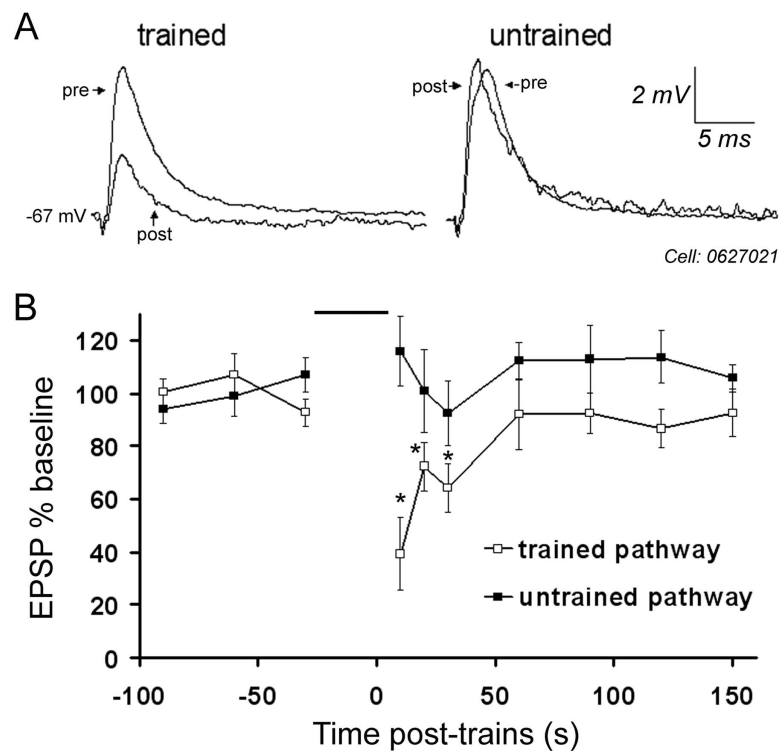 A
trained
untrained
pre
post
-pre
2 mV
5 ms
-67 mV
post
Cell: 0627021
B
120
100
80
60
40
20
0
EPSP % baseline
*
*
*
trained pathway
untrained pathway
-100
-50
0
50
100
150
Time post-trains (s)